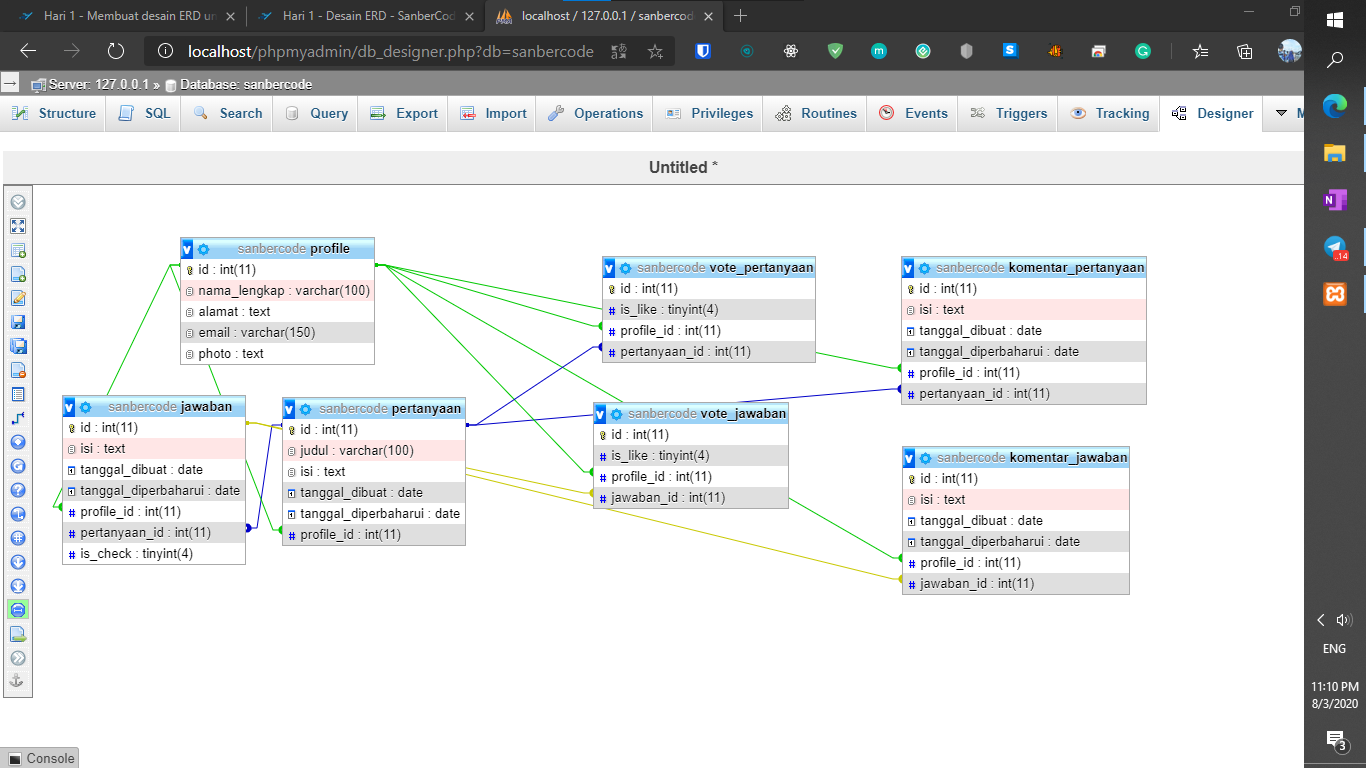 Hari 1 - Membuat desain ERD un
Hari 1 - Desain ERD - SanberCod
localhost / 127.0.0.1 / sanbercod
localhost/phpmyadmin/db_designer.php?db=sanbercode
Server: 127.0.0.1 » Database: sanbercode
Structure SQL Search Query Export Import Operations Privileges Routines Events Triggers Tracking Designer M
Untitled *
sanbercode profile
id : int(11)
nama_lengkap : varchar(100)
alamat : text
email : varchar(150)
photo : text
sanbercode jawaban
id : int(11)
isi : text
tanggal_dibuat : date
tanggal_diperbaharui : date
profile_id : int(11)
pertanyaan_id : int(11)
is_check : tinyint(4)
sanbercode pertanyaan
id : int(11)
judul : varchar(100)
isi : text
tanggal_dibuat : date
tanggal_diperbaharui : date
profile_id : int(11)
sanbercode vote_pertanyaan
id : int(11)
is_like : tinyint(4)
profile_id : int(11)
pertanyaan_id : int(11)
sanbercode vote_jawaban
id : int(11)
is_like : tinyint(4)
profile_id : int(11)
jawaban_id : int(11)
sanbercode komentar_pertanyaan
id : int(11)
isi : text
tanggal_dibuat : date
tanggal_diperbaharui : date
profile_id : int(11)
pertanyaan_id : int(11)
sanbercode komentar_jawaban
id : int(11)
isi : text
tanggal_dibuat : date
tanggal_diperbaharui : date
profile_id : int(11)
jawaban_id : int(11)
Console
..14
ENG
11:10 PM
8/3/2020
3